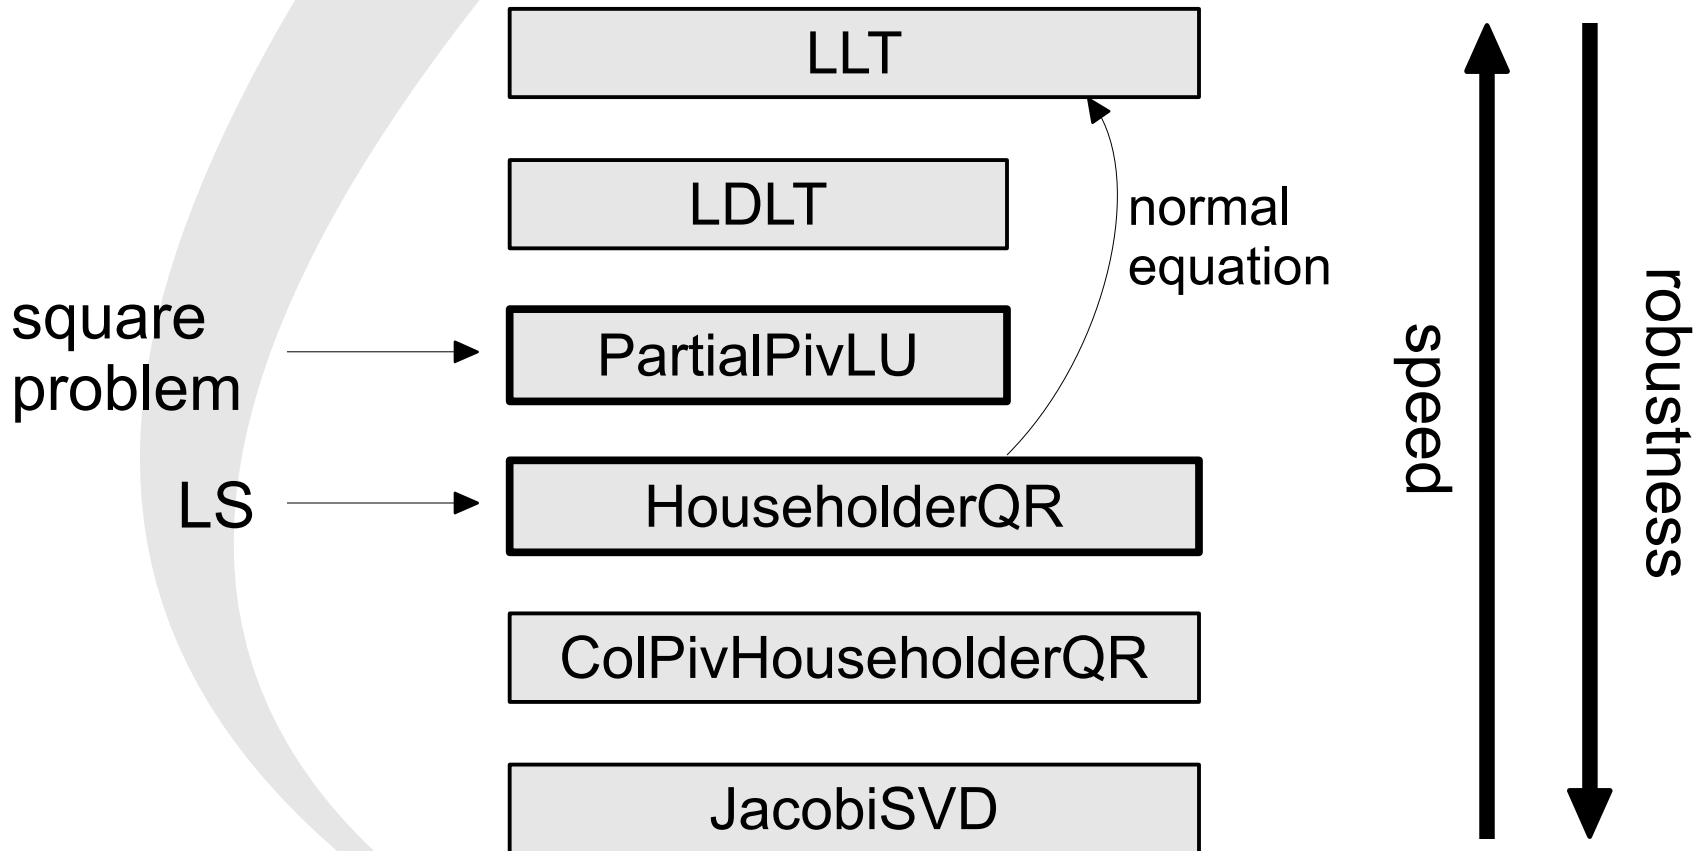 LLT
LDLT
normal
equation
square
problem
PartialPivLU
LS
HouseholderQR
ColPivHouseholderQR
JacobiSVD
speed
robustness